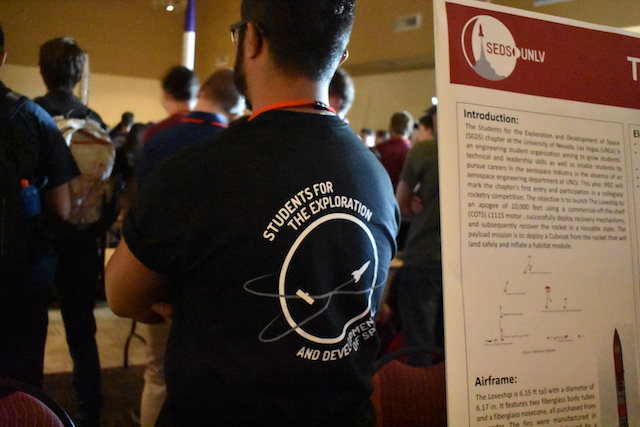 STUDENTS FOR
THE EXPLORATION
AND
OF
SEDS UNLV
T
Introduction:
The Students for the Exploration and Development of Space
(SEDS) chapter at the University of Nevada, Las Vegas (UNLV) is
an engineering student organization aiming to grow students'
technical and leadership skills as well as enable students to
pursue careers in the aerospace industry in the absence of an
aerospace engineering department at UNLV. This year, IREC will
mark the chapter's first entry and participation in a collegiate
rocketry competition. The objective is to launch The Loveship to
an apogee of 10,000 feet using a commercial-off-the-shelf
(COTS) L1115 motor , successfully deploy recovery mechanisms,
and subsequently recover the rocket in a reusable state. The
payload mission is to deploy a Cubesat from the rocket that will
land safely and inflate a habitat module.
Airframe:
The Loveship is 6.15 ft tall with a diameter of
6.17 in. It features two fiberglass body tubes
and a fiberglass nosecone, all purchased from
The fins were manufactured in